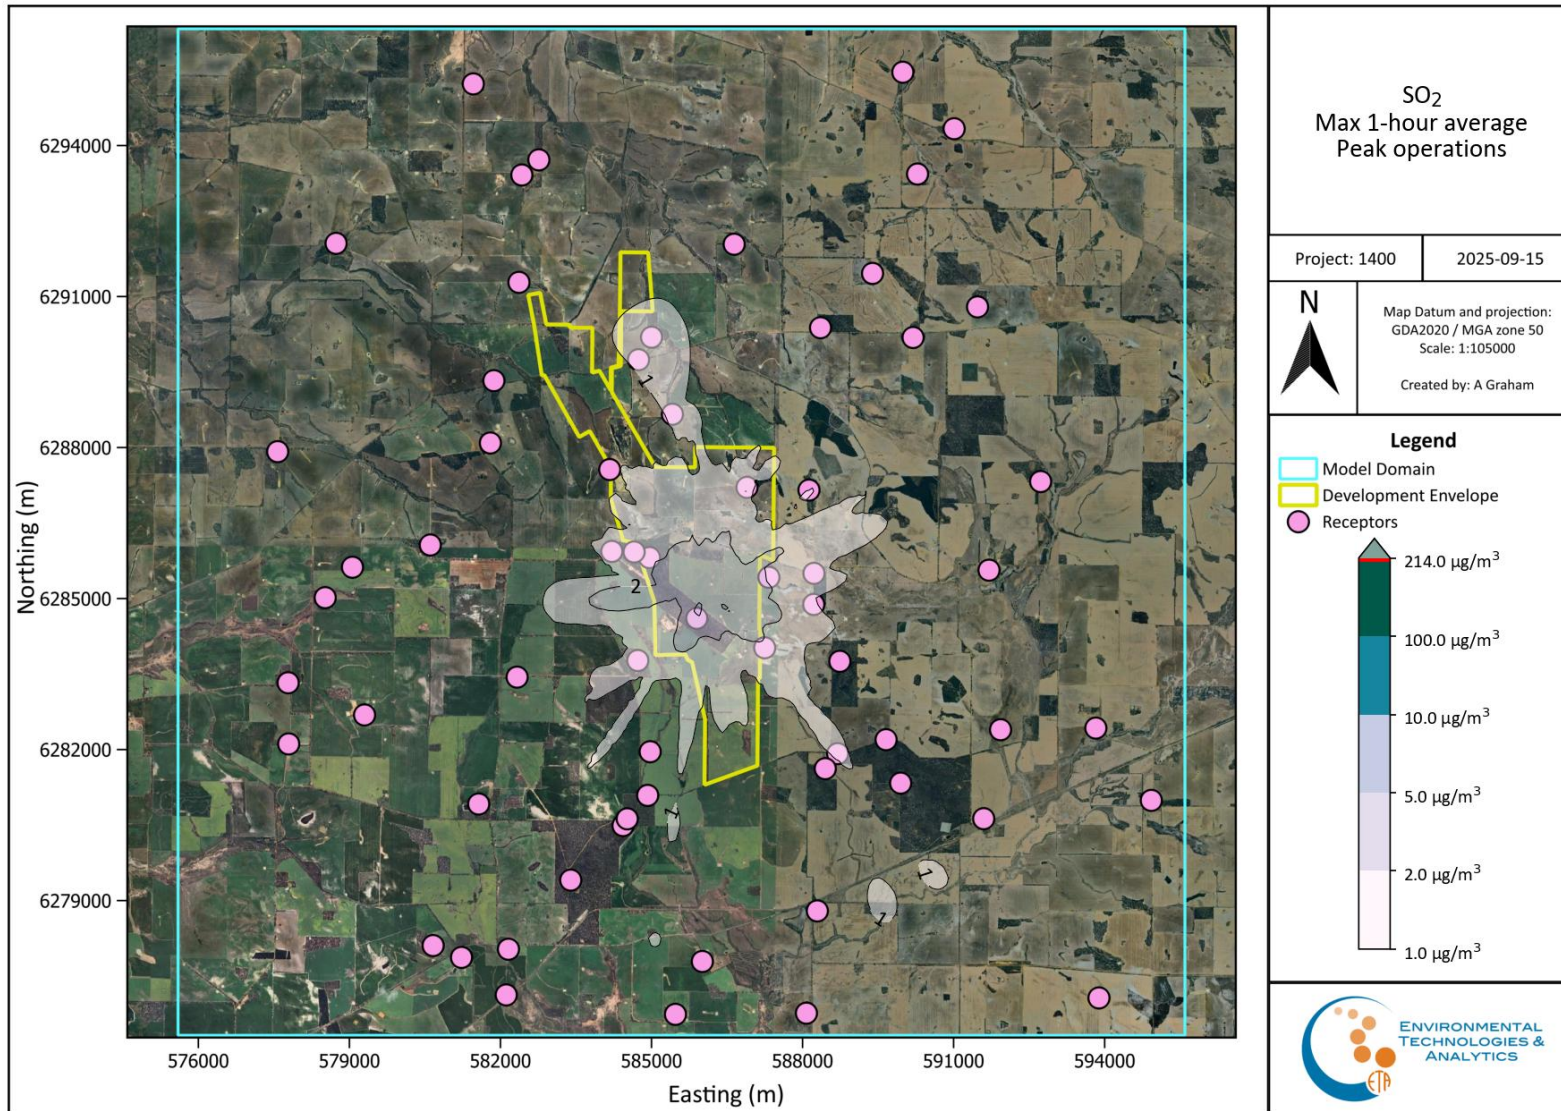 SO2
Max 1-hour average
Peak operations
Project: 1400
2025-09-15
N
Map Datum and projection:
GDA2020 / MGA zone 50
Scale: 1:105000
Created by: A Graham
Legend
Model Domain
Development Envelope
Receptors
214.0 µg/m3
100.0 µg/m3
10.0 µg/m3
5.0 µg/m3
2.0 µg/m3
1.0 µg/m3
ENVIRONMENTAL
TECHNOLOGIES &
ANALYTICS
ETA
Northing (m)
6294000
6291000
6288000
6285000
6282000
6279000
1
2
1
1
1
576000
579000
582000
585000
588000
591000
594000
Easting (m)